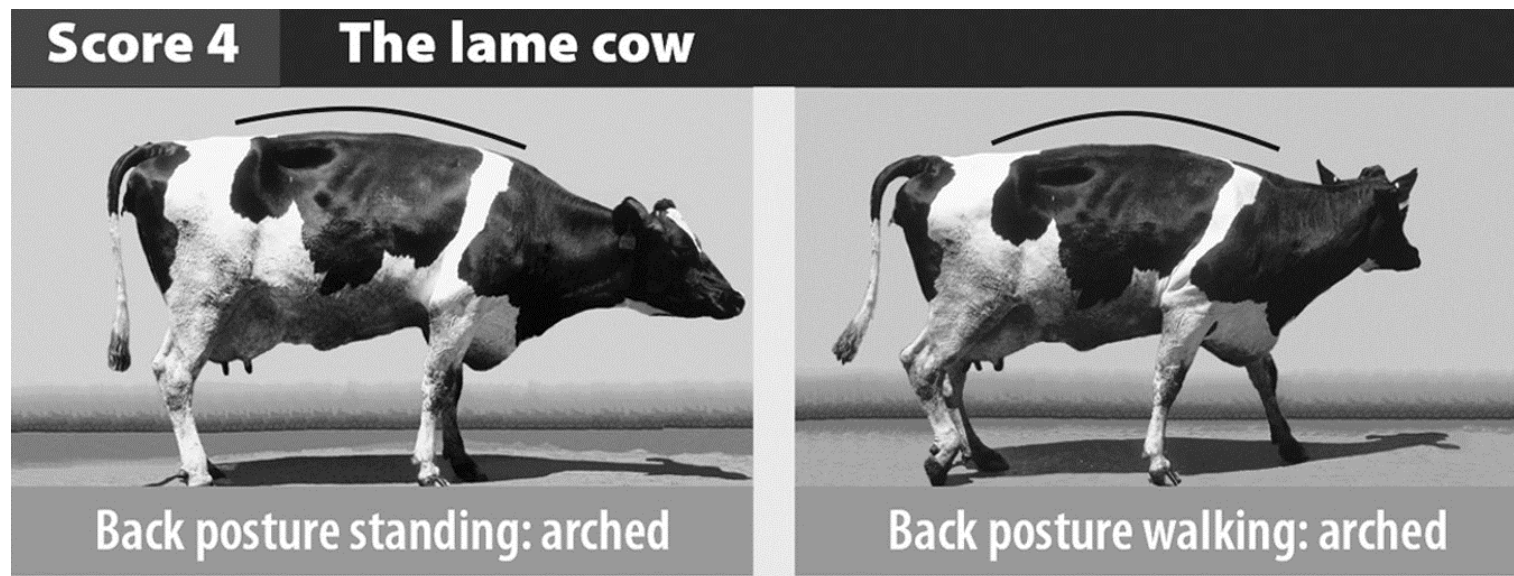 Score 4 The lame cow
Back posture standing: arched
Back posture walking: arched